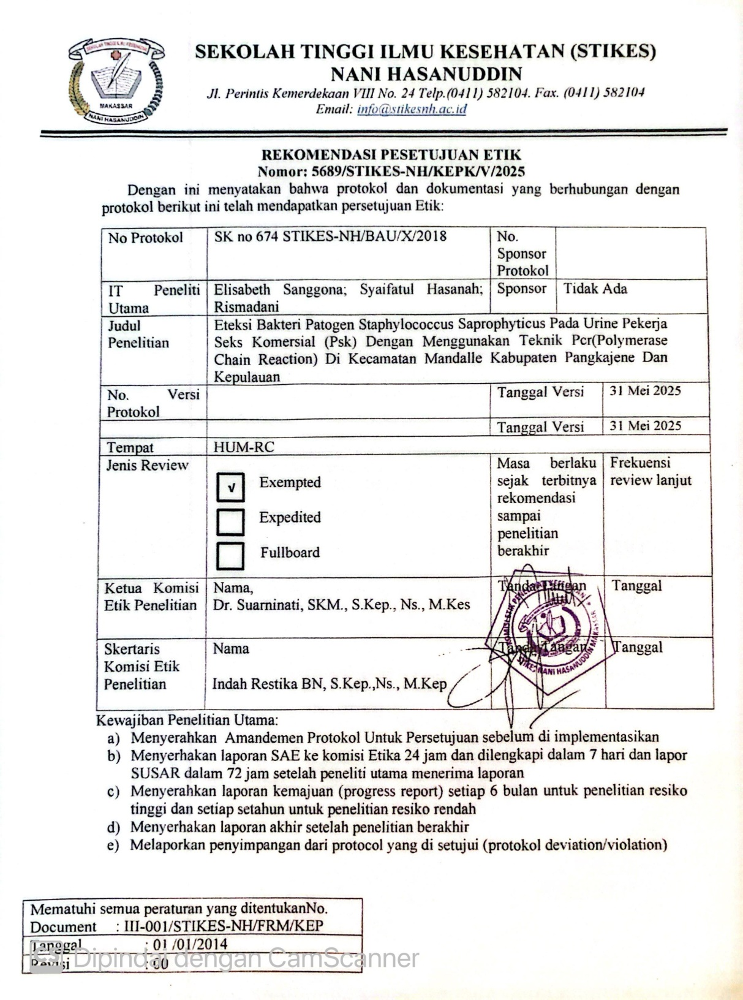 SEKOLAH TINGGI ILMU KESEHATAN
MAKASSAR
NANI HASANUDDIN
SEKOLAH TINGGI ILMU KESEHATAN (STIKES)
NANI HASANUDDIN
Jl. Perintis Kemerdekaan VIII No. 24 Telp.(0411) 582104. Fax. (0411) 582104
Email: info@stikesnh.ac.id
REKOMENDASI PESETUJUAN ETIK
Nomor: 5689/STIKES-NH/KEPK/V/2025
Dengan ini menyatakan bahwa protokol dan dokumentasi yang berhubungan dengan
protokol berikut ini telah mendapatkan persetujuan Etik:
No Protokol
SK no 674 STIKES-NH/BAU/X/2018
No.
Sponsor
Protokol
IT Peneliti
Utama
Elisabeth Sanggona; Syaifatul Hasanah;
Rismadani
Sponsor
Tidak Ada
Judul
Penelitian
Eteksi Bakteri Patogen Staphylococcus Saprophyticus Pada Urine Pekerja
Seks Komersial (Psk) Dengan Menggunakan Teknik Pcr(Polymerase
Chain Reaction) Di Kecamatan Mandalle Kabupaten Pangkajene Dan
Kepulauan
No. Versi
Protokol
Tanggal Versi
31 Mei 2025
Tanggal Versi
31 Mei 2025
Tempat
HUM-RC
Jenis Review
√ Exempted
Expedited
Fullboard
Masa berlaku
sejak terbitnya
rekomendasi
sampai
penelitian
berakhir
Frekuensi
review lanjut
Ketua Komisi
Etik Penelitian
Nama,
Dr. Suarninati, SKM., S.Kep., Ns., M.Kes
Tanda Tangan
Tanggal
KOMISI ETIK PENELITIAN KESEHATAN
STIKES NANI HASANUDDIN MAKASSAR
Skertaris
Komisi Etik
Penelitian
Nama
Indah Restika BN, S.Kep.,Ns., M.Kep
Tanda Tangan
Tanggal
Kewajiban Penelitian Utama:
a) Menyerahkan Amandemen Protokol Untuk Persetujuan sebelum di implementasikan
b) Menyerhakan laporan SAE ke komisi Etika 24 jam dan dilengkapi dalam 7 hari dan lapor
SUSAR dalam 72 jam setelah peneliti utama menerima laporan
c) Menyerahkan laporan kemajuan (progress report) setiap 6 bulan untuk penelitian resiko
tinggi dan setiap setahun untuk penelitian resiko rendah
d) Menyerhakan laporan akhir setelah penelitian berakhir
e) Melaporkan penyimpangan dari protocol yang di setujui (protokol deviation/violation)
Mematuhi semua peraturan yang ditentukanNo.
Document : III-001/STIKES-NH/FRM/KEP
Tanggal : 01 /01/2014
Revisi : 00
CS Dipindai dengan CamScanner